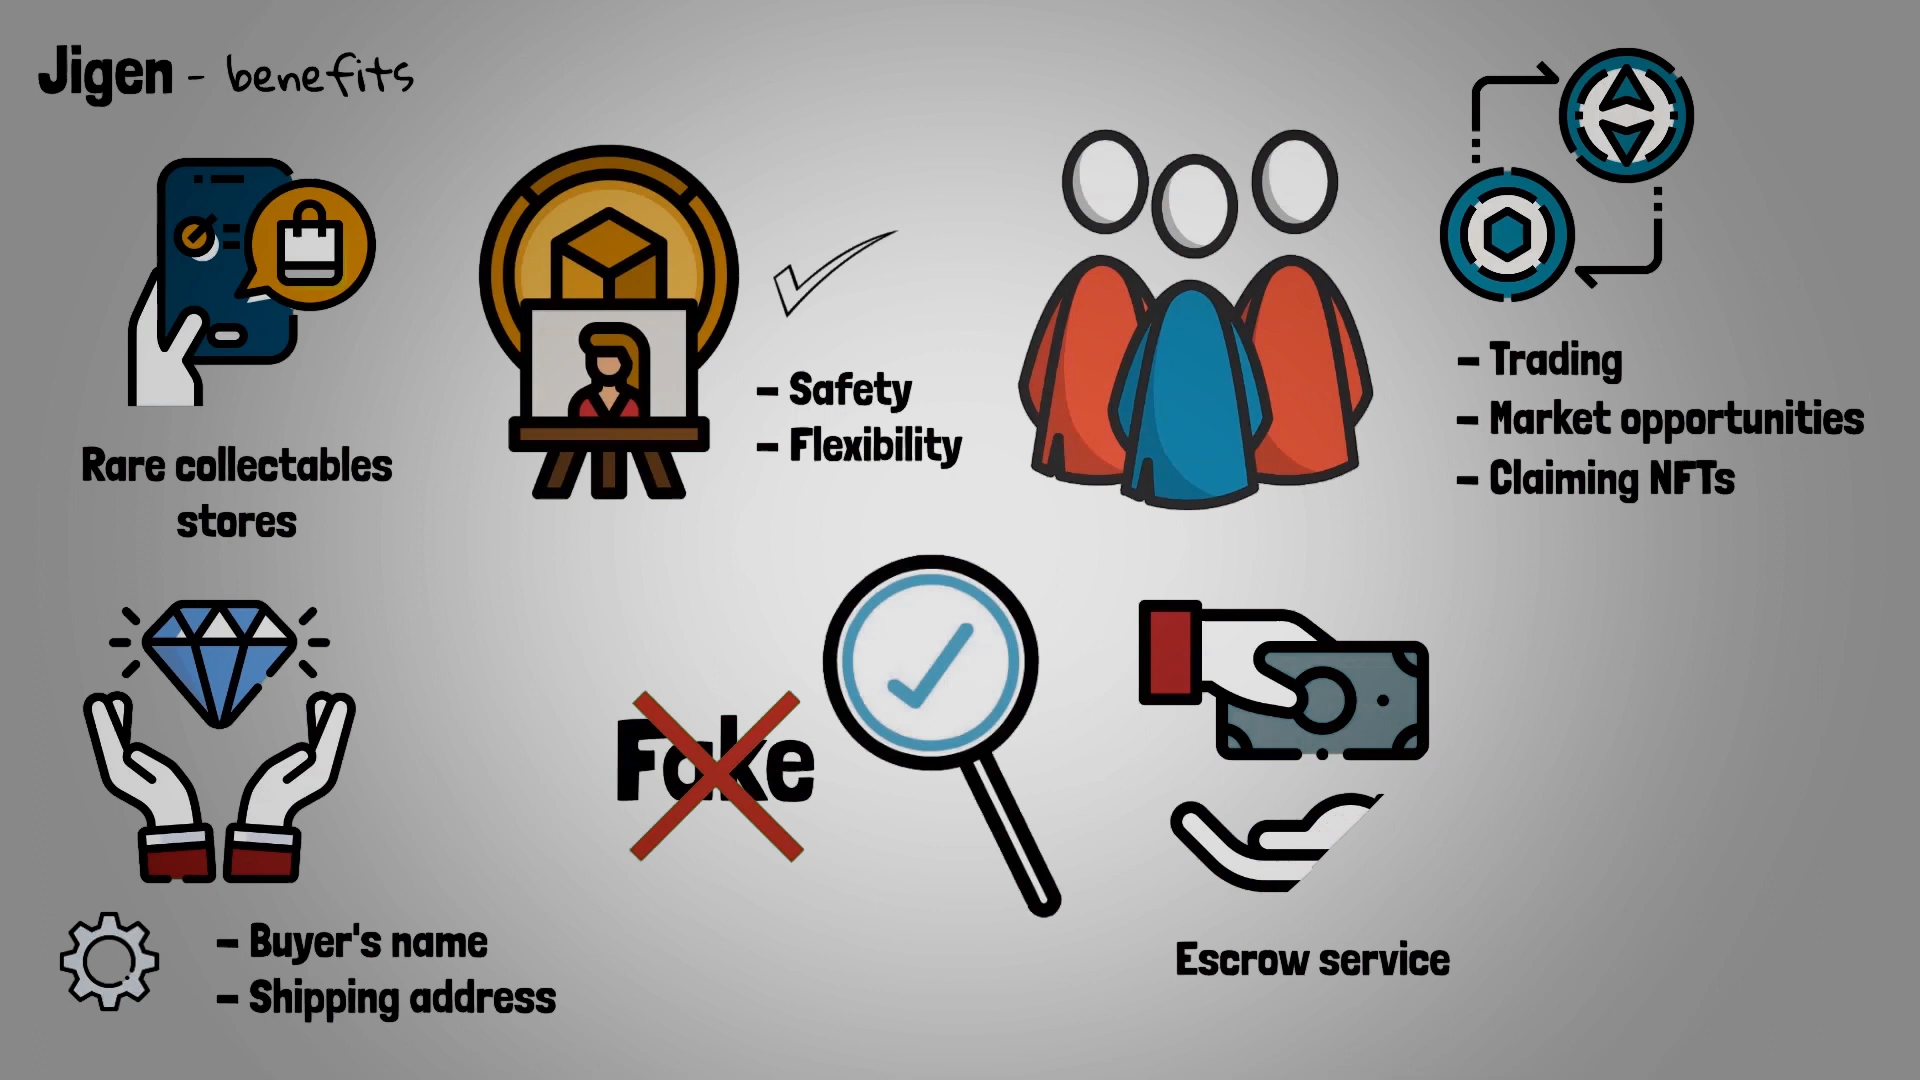 Jigen - benefits
Rare collectables
stores
- Safety
- Flexibility
- Trading
- Market opportunities
- Claiming NFTs
- Buyer's name
- Shipping address
Fake
Escrow service